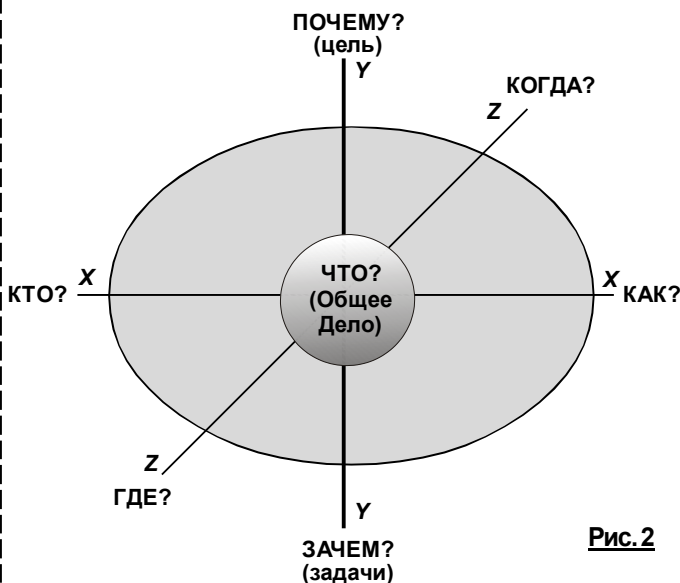 ПОЧЕМУ?
(цель)
Y
КОГДА?
Z
ЧТО?
(Общее
Дело)
КТО?
X
X
КАК?
Z
ГДЕ?
Y
ЗАЧЕМ?
(задачи)
Рис. 2